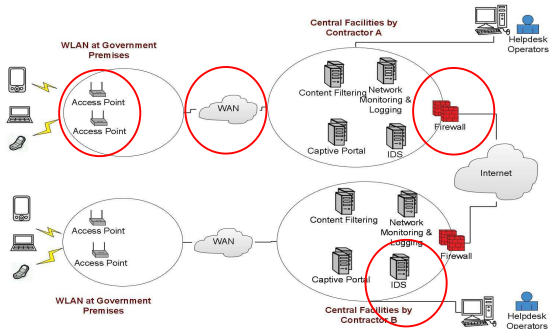 Central Facilities by
Contractor A
Helpdesk
Operators
WLAN at Government
Premises
Access Point
Access Point
WAN
Content Filtering
Network
Monitoring &
Logging
Captive Portal
IDS
Firewall
Internet
Access Point
Access Point
WAN
Content Filtering
Network
Monitoring &
Logging
Captive Portal
IDS
Firewall
WLAN at Government
Premises
Central Facilities by
Contractor B
Helpdesk
Operators